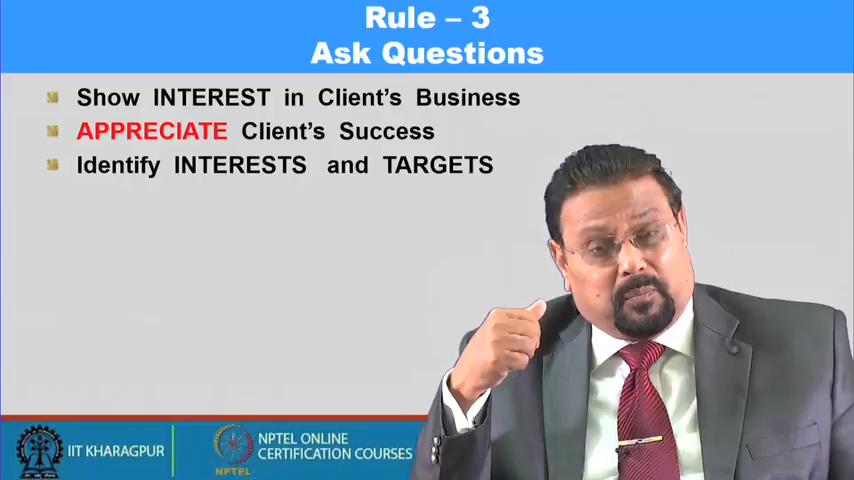 Rule – 3
Ask Questions
Show INTEREST in Client's Business
APPRECIATE Client's Success
Identify INTERESTS and TARGETS
IIT KHARAGPUR
NPTEL ONLINE
CERTIFICATION COURSES
NPTEL